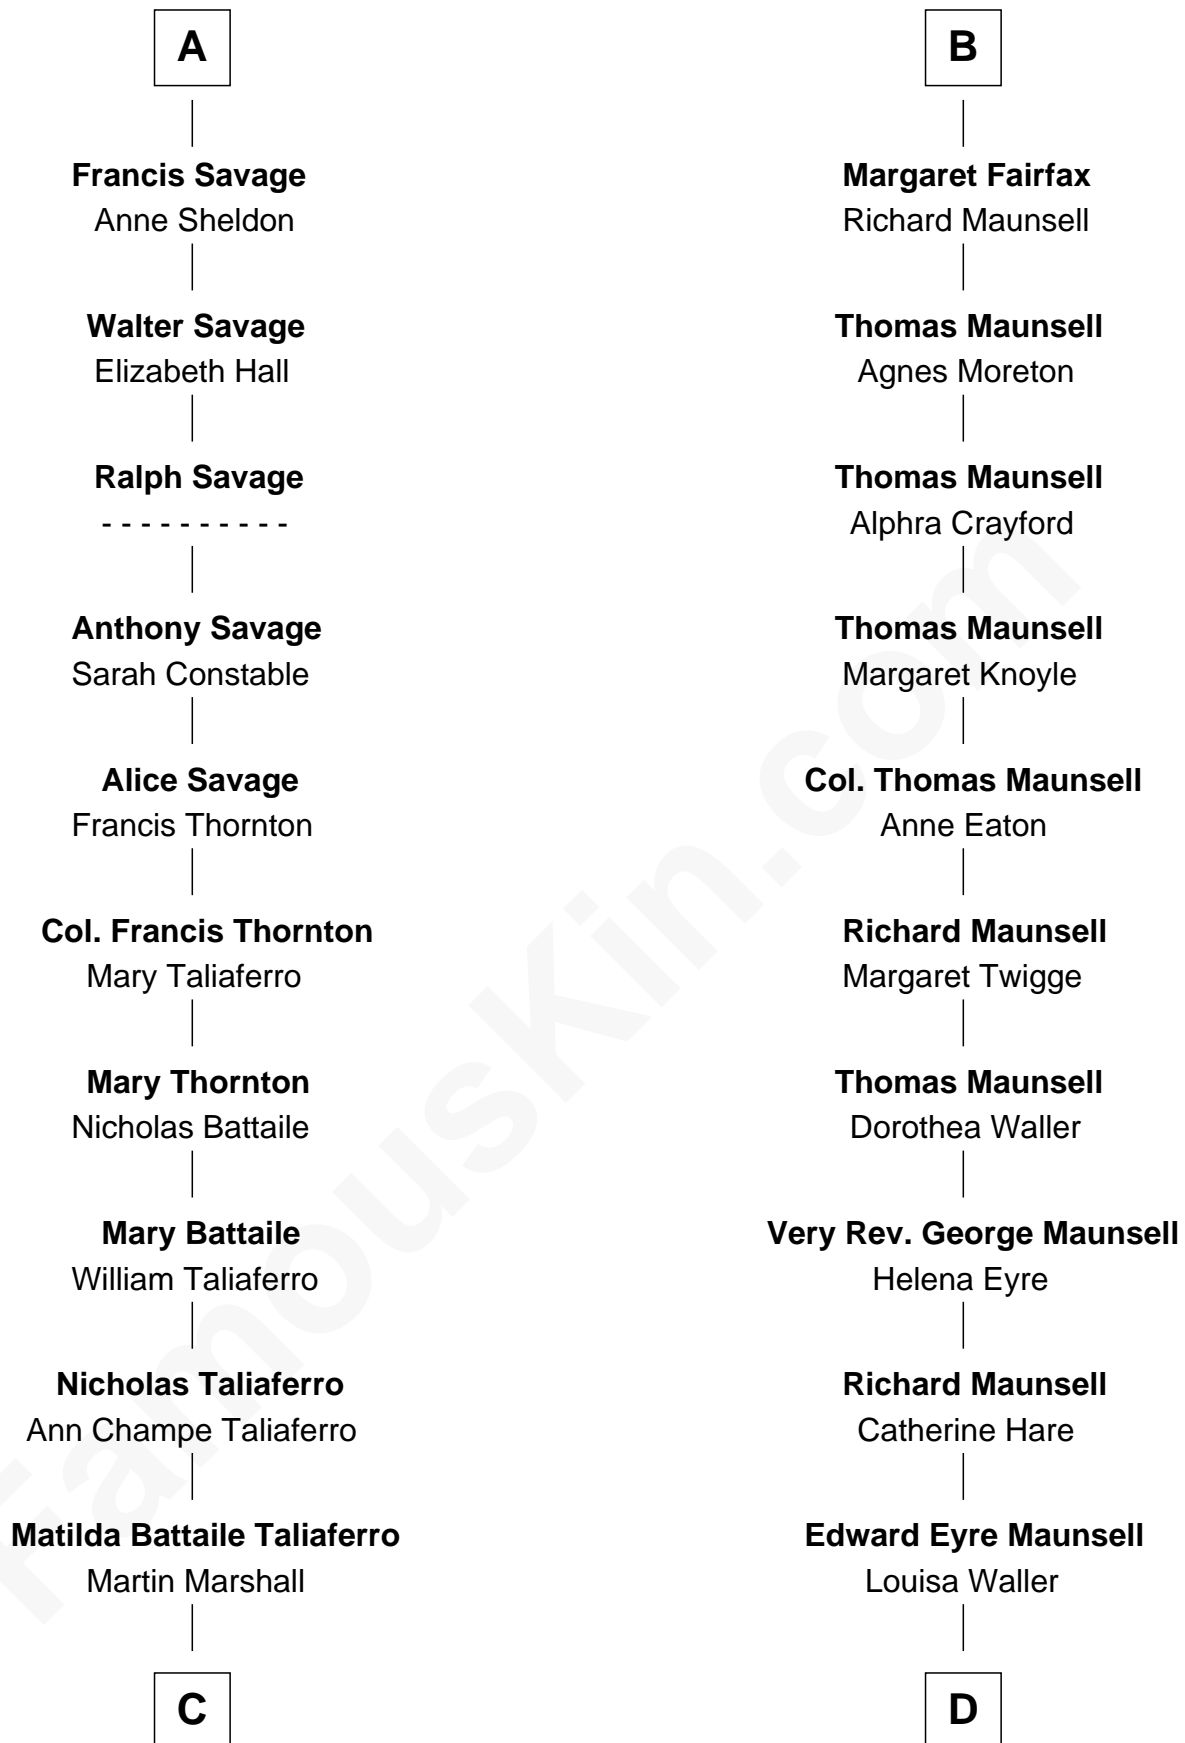 A
Francis Savage
Anne Sheldon
Walter Savage
Elizabeth Hall
Ralph Savage
- - - - - - - - - -
Anthony Savage
Sarah Constable
Alice Savage
Francis Thornton
Col. Francis Thornton
Mary Taliaferro
Mary Thornton
Nicholas Battaile
Mary Battaile
William Taliaferro
Nicholas Taliaferro
Ann Champe Taliaferro
Matilda Battaile Taliaferro
Martin Marshall
C
B
Margaret Fairfax
Richard Maunsell
Thomas Maunsell
Agnes Moreton
Thomas Maunsell
Alphra Crayford
Thomas Maunsell
Margaret Knoyle
Col. Thomas Maunsell
Anne Eaton
Richard Maunsell
Margaret Twigge
Thomas Maunsell
Dorothea Waller
Very Rev. George Maunsell
Helena Eyre
Richard Maunsell
Catherine Hare
Edward Eyre Maunsell
Louisa Waller
D
FamousKin.com